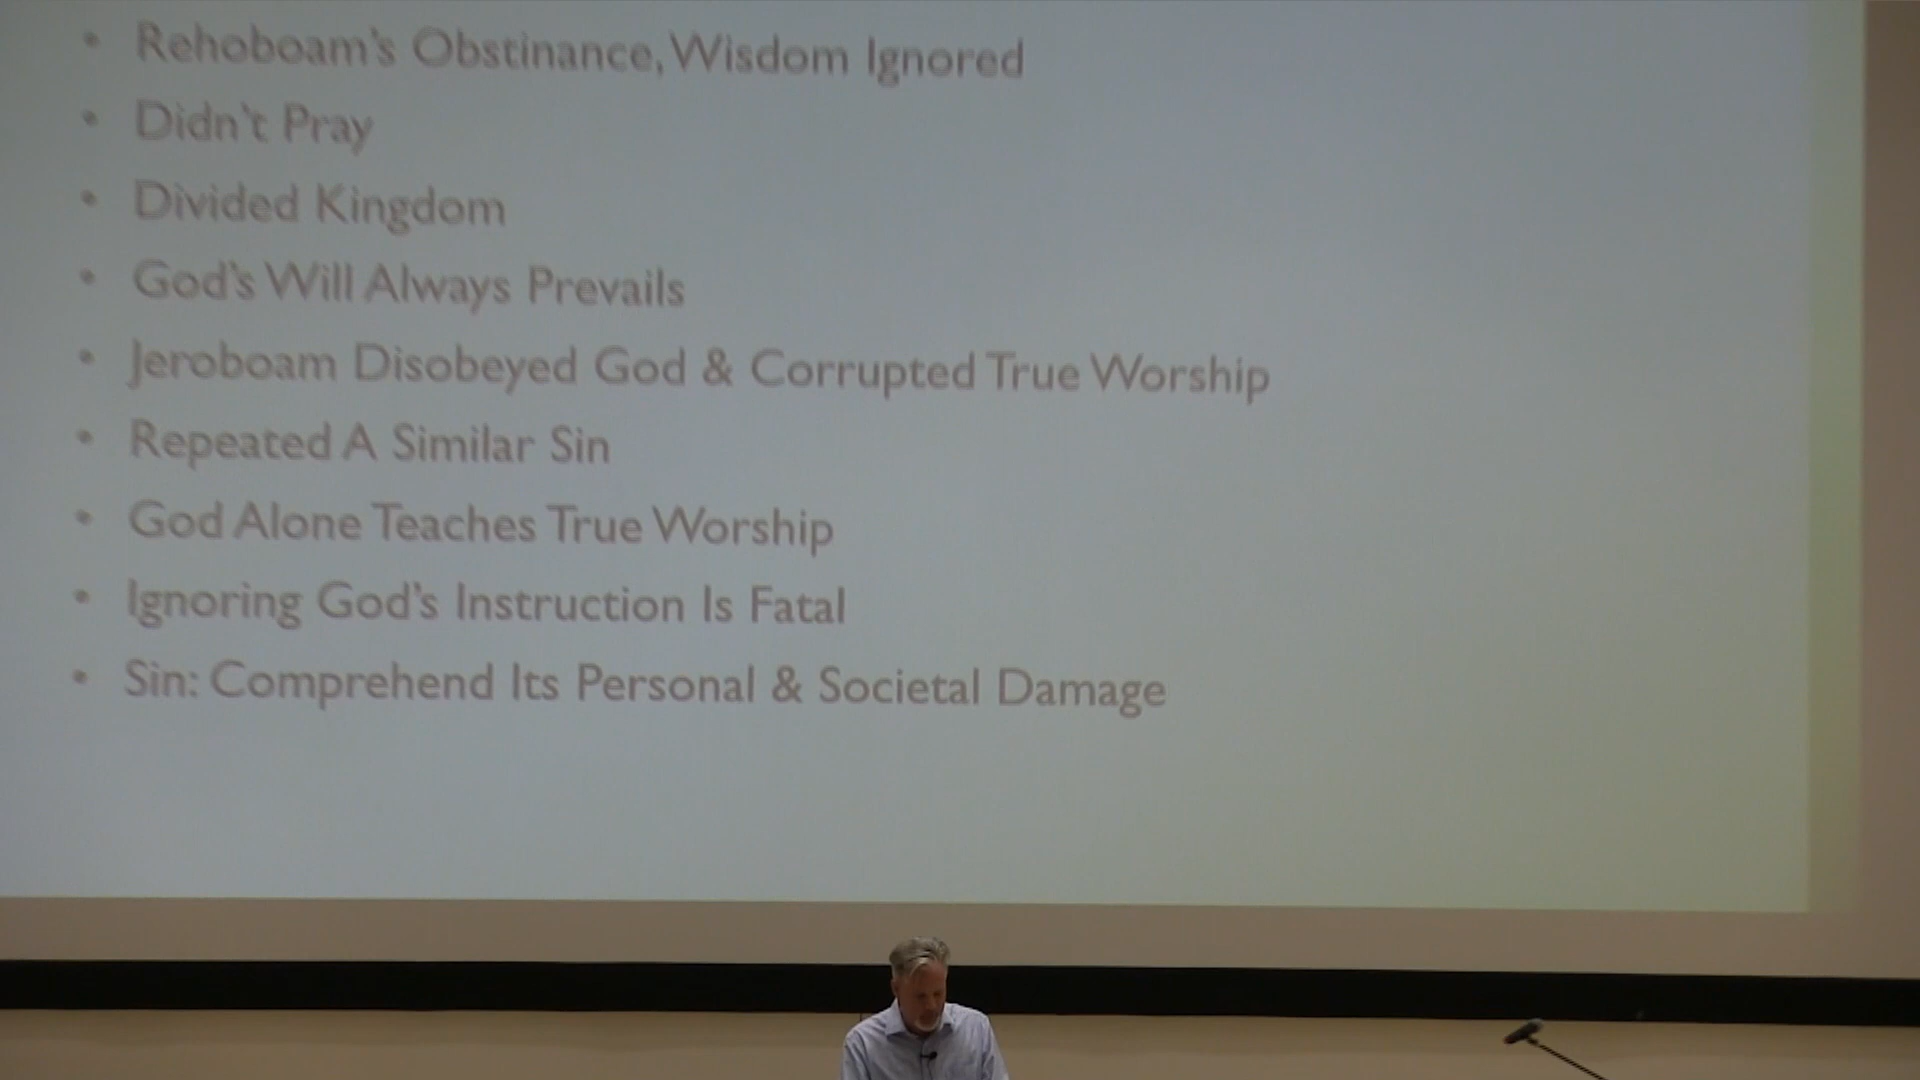 • Rehoboam's Obstinance, Wisdom Ignored
• Didn't Pray
• Divided Kingdom
• God's Will Always Prevails
• Jeroboam Disobeyed God & Corrupted True Worship
• Repeated A Similar Sin
• God Alone Teaches True Worship
• Ignoring God's Instruction Is Fatal
• Sin: Comprehend Its Personal & Societal Damage